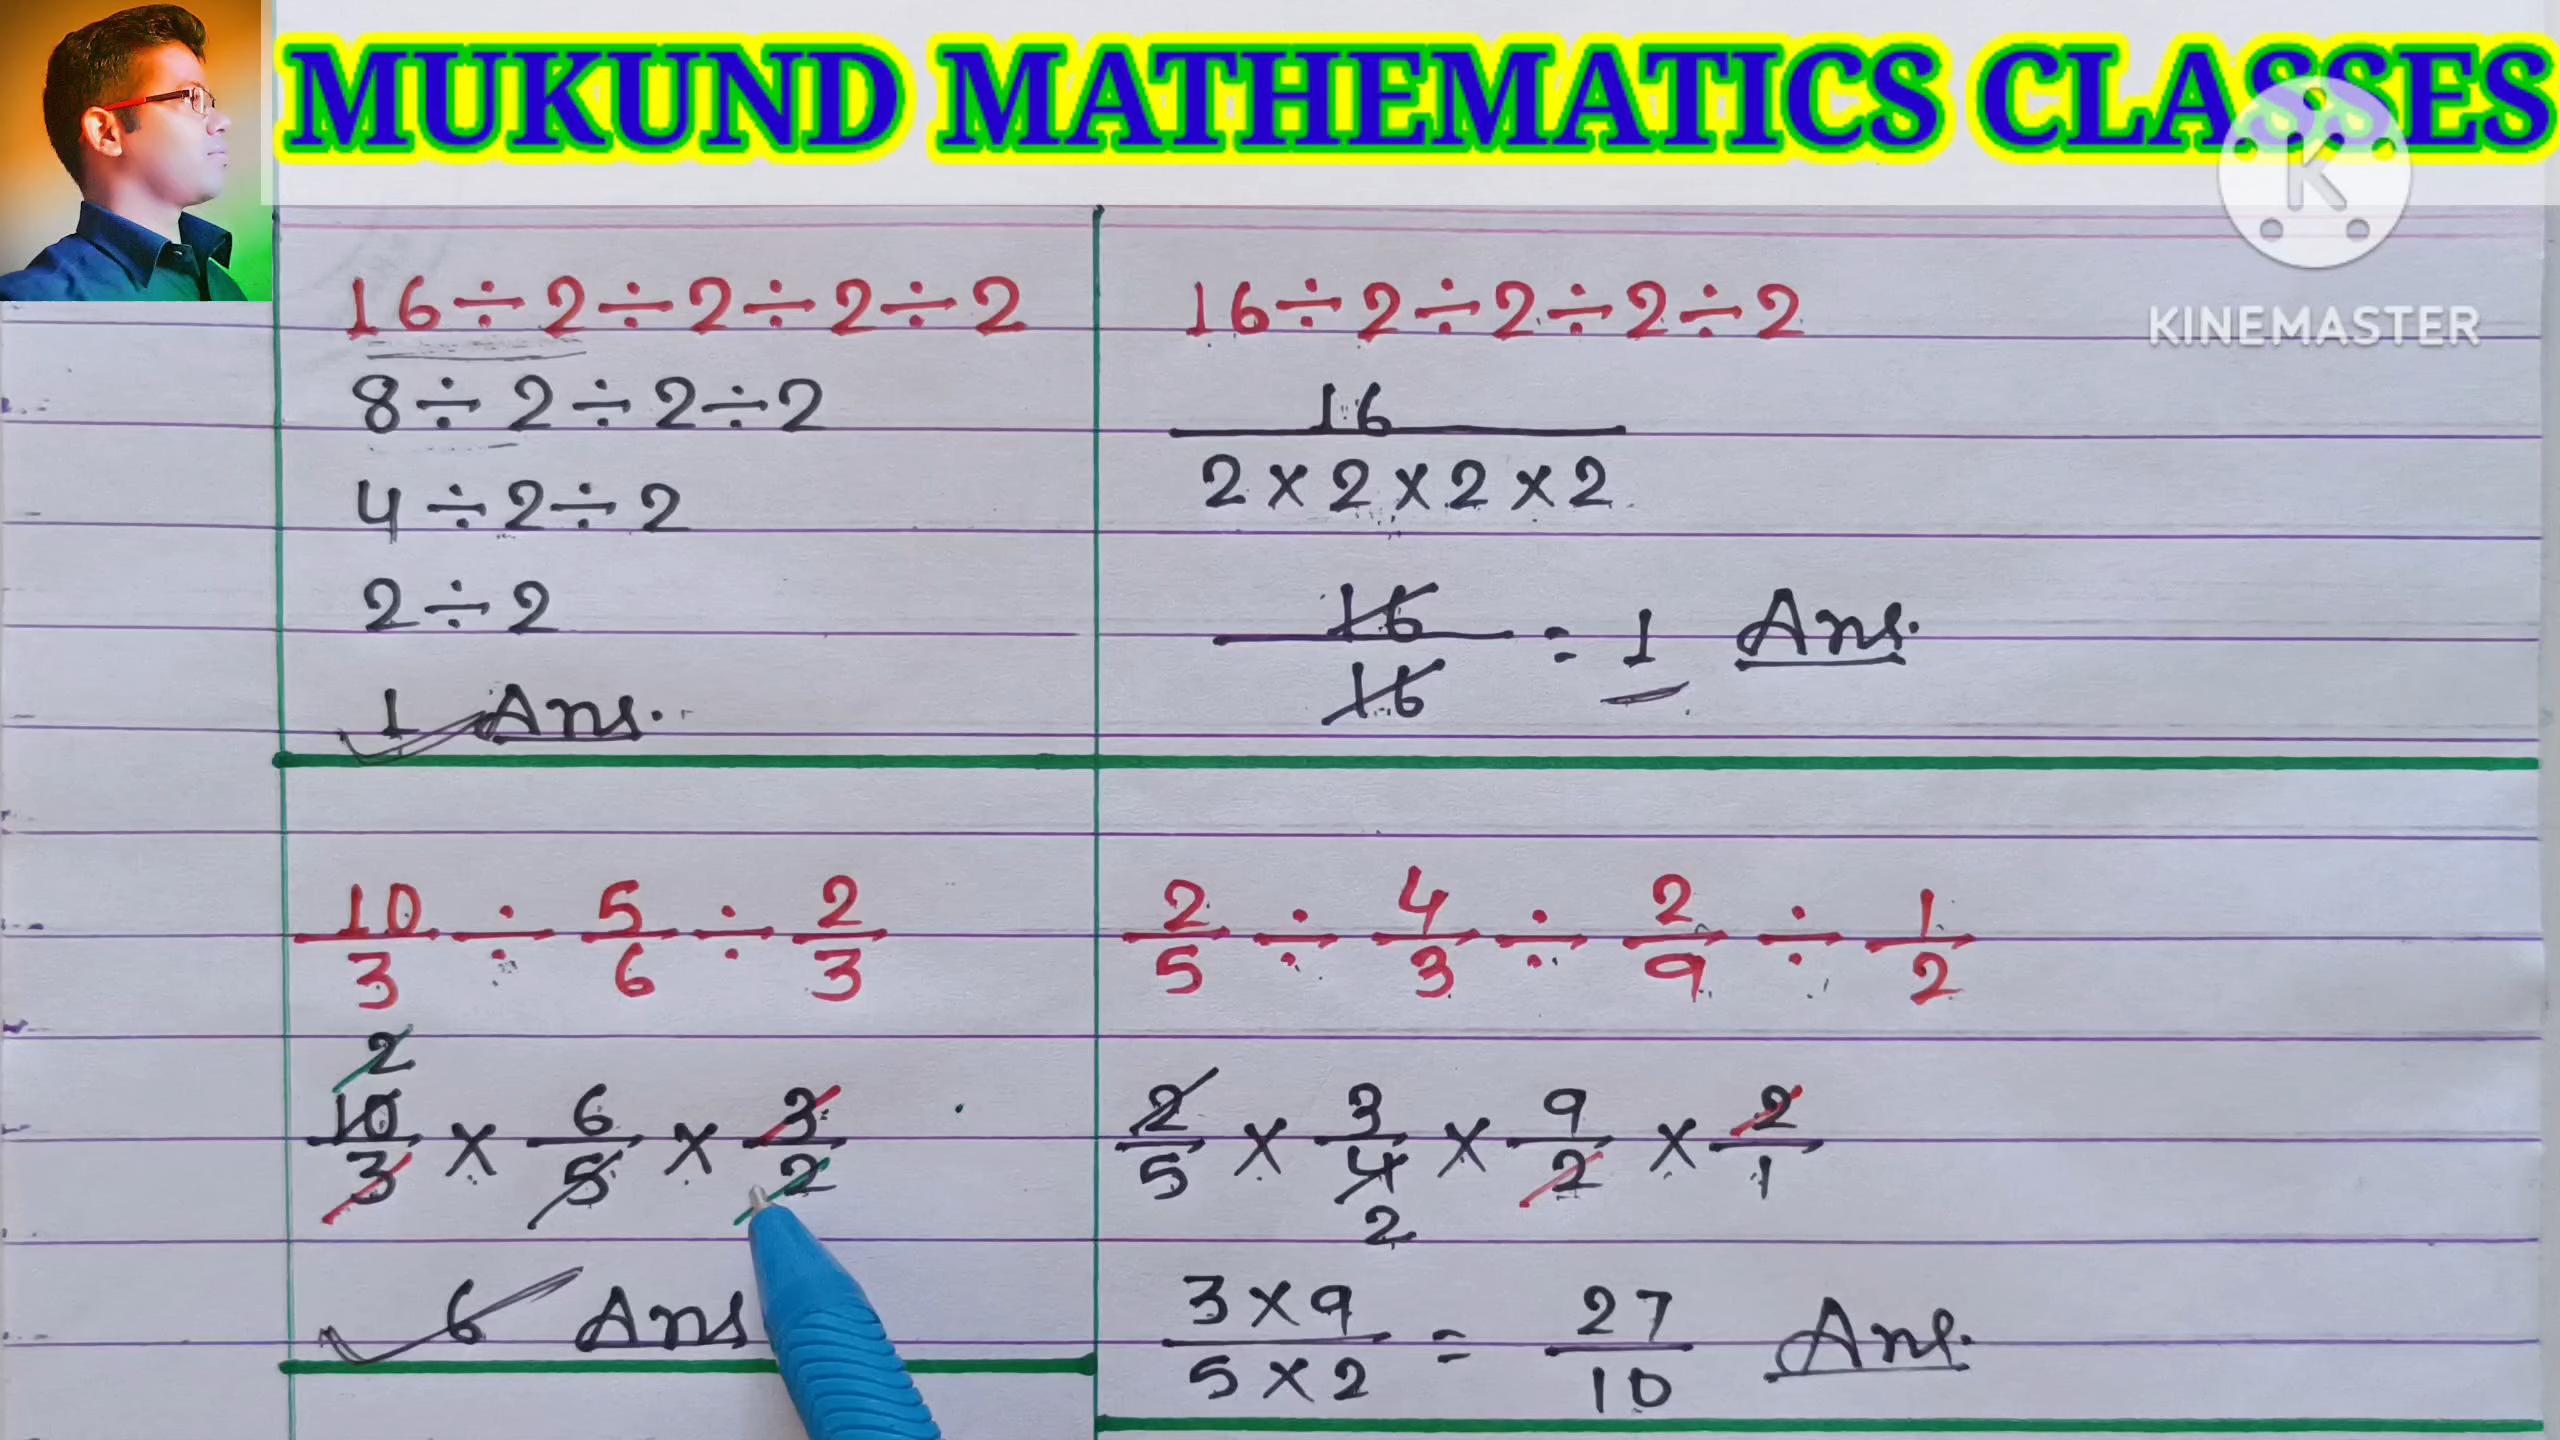 MUKUND MATHEMATICS CLASSES
K
KINEMASTER
16÷2÷2÷2÷2
8÷2÷2÷2
4÷2÷2
2÷2
1 Ans.
16÷2÷2÷2÷2
16
2×2×2×2
16
16 = 1 Ans.
10/3 ÷ 5/6 ÷ 2/3
2
10/3 × 6/5 × 3/2
6 Ans
2/5 ÷ 4/3 ÷ 2/9 ÷ 1/2
2/5 × 3/4 × 9/2 × 2/1
2
3×9/5×2 = 27/10 Ans.